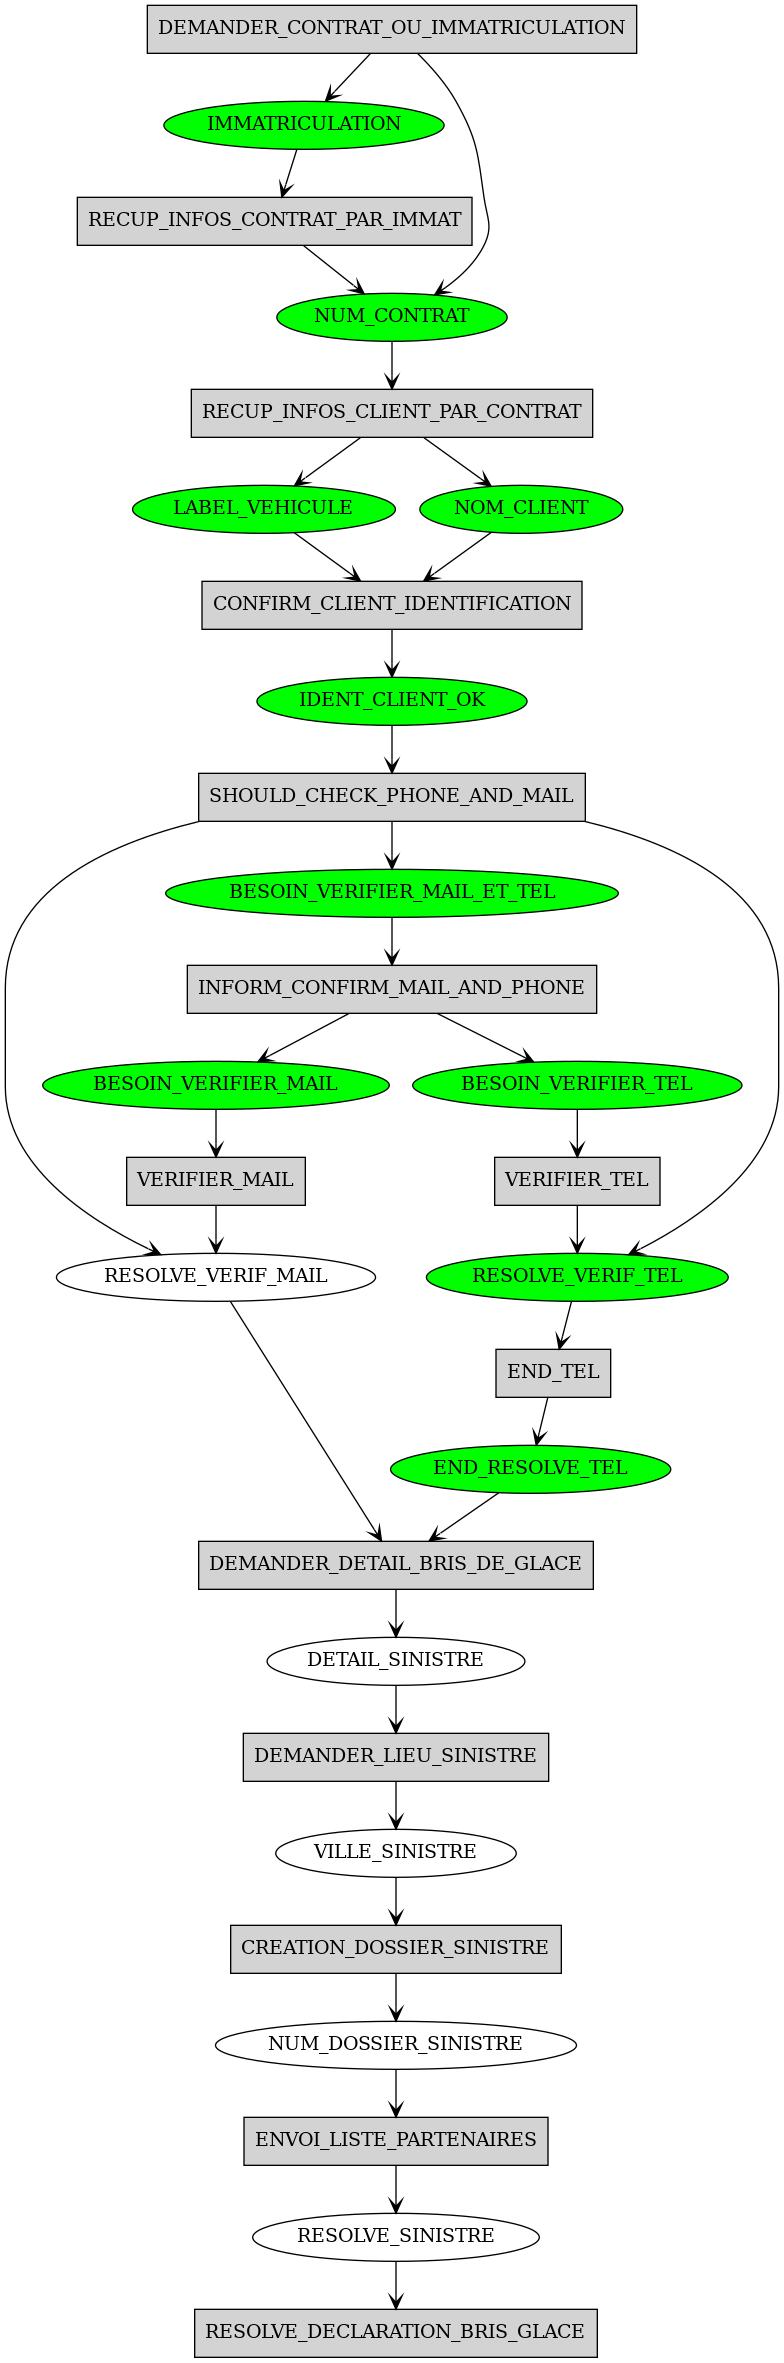 DEMANDER_CONTRAT_OU_IMMATRICULATION
IMMATRICULATION
RECUP_INFOS_CONTRAT_PAR_IMMAT
NUM_CONTRAT
RECUP_INFOS_CLIENT_PAR_CONTRAT
LABEL_VEHICULE
NOM_CLIENT
CONFIRM_CLIENT_IDENTIFICATION
IDENT_CLIENT_OK
SHOULD_CHECK_PHONE_AND_MAIL
BESOIN_VERIFIER_MAIL_ET_TEL
INFORM_CONFIRM_MAIL_AND_PHONE
BESOIN_VERIFIER_MAIL
BESOIN_VERIFIER_TEL
VERIFIER_MAIL
VERIFIER_TEL
RESOLVE_VERIF_MAIL
RESOLVE_VERIF_TEL
END_TEL
END_RESOLVE_TEL
DEMANDER_DETAIL_BRIS_DE_GLACE
DETAIL_SINISTRE
DEMANDER_LIEU_SINISTRE
VILLE_SINISTRE
CREATION_DOSSIER_SINISTRE
NUM_DOSSIER_SINISTRE
ENVOI_LISTE_PARTENAIRES
RESOLVE_SINISTRE
RESOLVE_DECLARATION_BRIS_GLACE